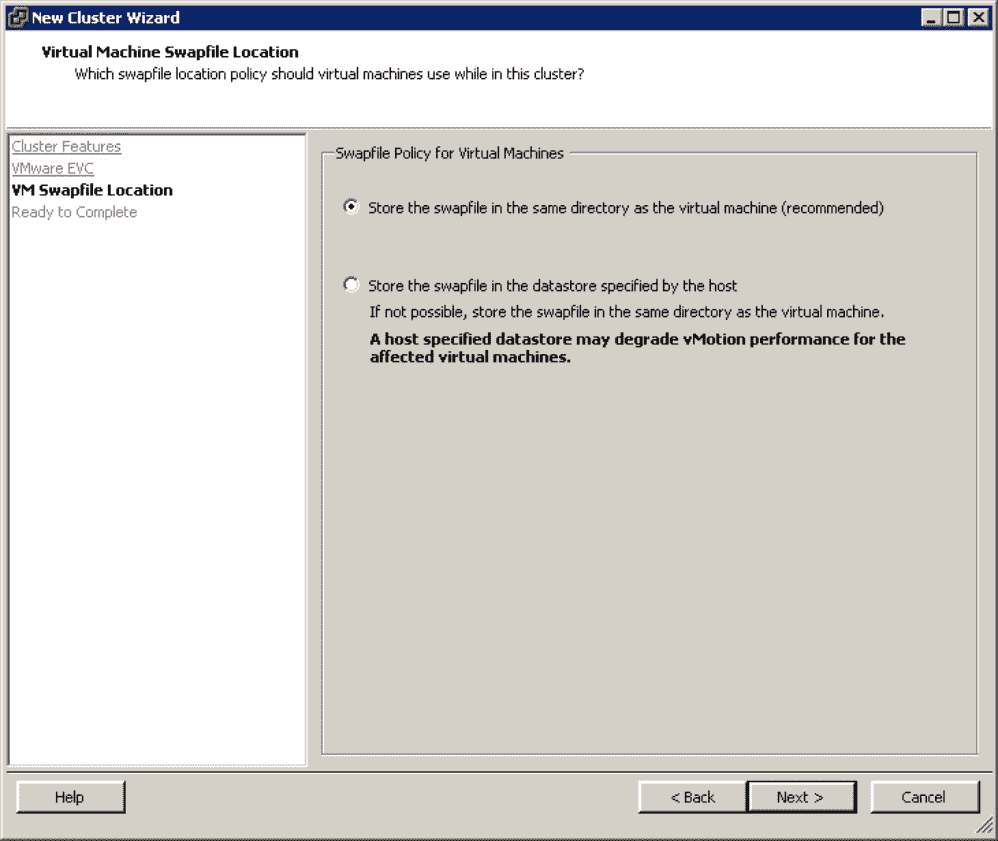 New Cluster Wizard
Virtual Machine Swapfile Location
Which swapfile location policy should virtual machines use while in this cluster?
Cluster Features
VMware EVC
VM Swapfile Location
Ready to Complete
Swapfile Policy for Virtual Machines
Store the swapfile in the same directory as the virtual machine (recommended)
Store the swapfile in the datastore specified by the host
If not possible, store the swapfile in the same directory as the virtual machine.
A host specified datastore may degrade vMotion performance for the
affected virtual machines.
Help
< Back
Next >
Cancel